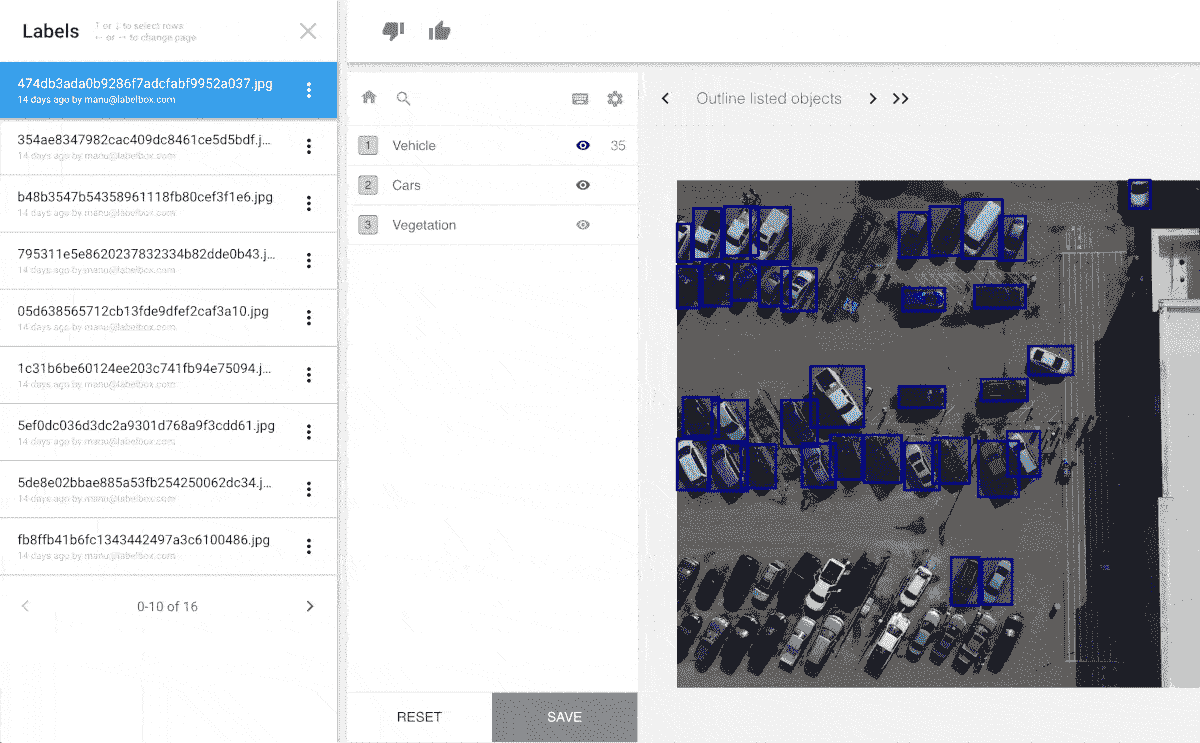 Labels
↑ or ↓ to select rows
← or → to change page
474db3ada0b9286f7adcfabf9952a037.jpg
14 days ago by manu@labelbox.com
354ae8347982cac409dc8461ce5d5bdf.j...
14 days ago by manu@labelbox.com
b48b3547b54358961118fb80cef3f1e6.jpg
14 days ago by manu@labelbox.com
795311e5e8620237832334b82dde0b43.j...
14 days ago by manu@labelbox.com
05d638565712cb13fde9dfef2caf3a10.jpg
14 days ago by manu@labelbox.com
1c31b6be60124ee203c741fb94e75094.j...
14 days ago by manu@labelbox.com
5ef0dc036d3dc2a9301d768a9f3cdd61.jpg
14 days ago by manu@labelbox.com
5de8e02bbae885a53fb254250062dc34.j...
14 days ago by manu@labelbox.com
fb8ffb41b6fc1343442497a3c6100486.jpg
14 days ago by manu@labelbox.com
0-10 of 16
1 Vehicle 35
2 Cars
3 Vegetation
RESET SAVE
Outline listed objects